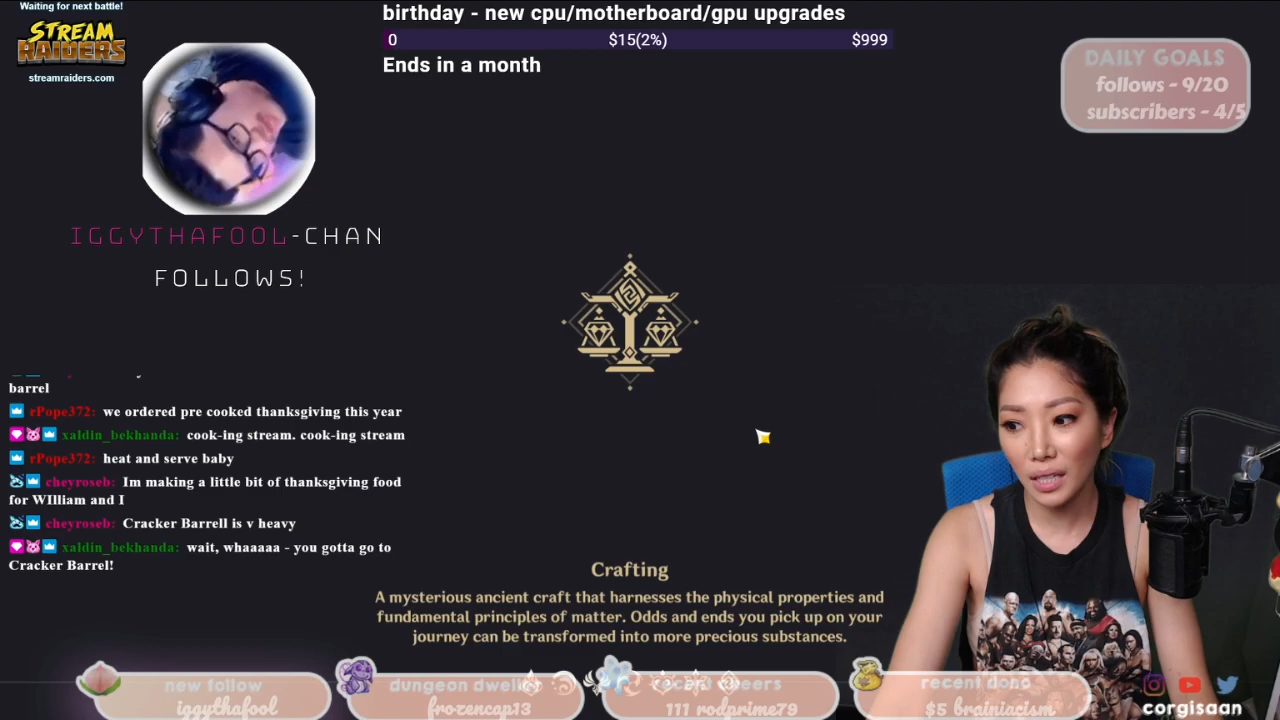 Waiting for next battle!
STREAM
RAIDERS
streamraiders.com
birthday - new cpu/motherboard/gpu upgrades
0 $15(2%) $999
Ends in a month
DAILY GOALS
follows - 9/20
subscribers - 4/5
IGGYTHAFOOL-CHAN
FOLLOWS!
barrel
rPope372: we ordered pre cooked thanksgiving this year
xaldin_bekhanda: cook-ing stream. cook-ing stream
rPope372: heat and serve baby
cheyroseb: Im making a little bit of thanksgiving food
for WIlliam and I
cheyroseb: Cracker Barrell is v heavy
xaldin_bekhanda: wait, whaaaaa - you gotta go to
Cracker Barrel!
Crafting
A mysterious ancient craft that harnesses the physical properties and
fundamental principles of matter. Odds and ends you pick up on your
journey can be transformed into more precious substances.
new follow
iggythafool
dungeon dweller
frozencap13
cheers
111 rodprime79
recent dono
$5 brainiacism
corgisaan